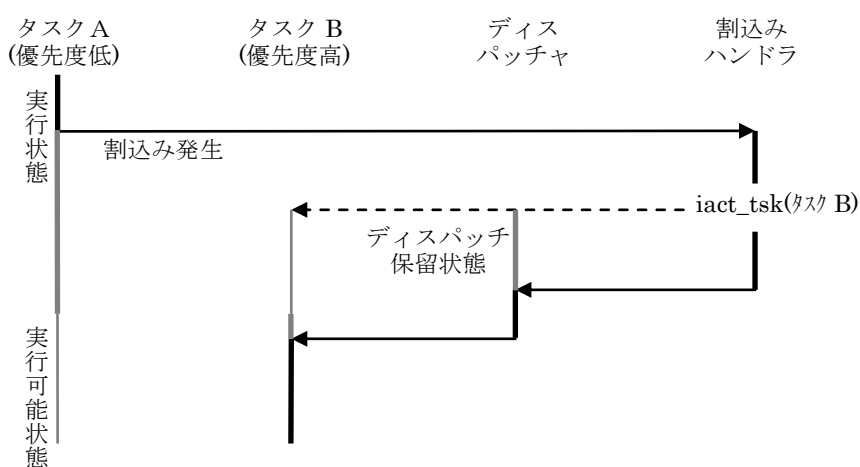 タスクA
(優先度低)
タスク B
(優先度高)
ディス
パッチャ
割込み
ハンドラ
実行状態
割込み発生
iact_tsk(ﾀｽｸ B)
ディスパッチ
保留状態
実行可能状態